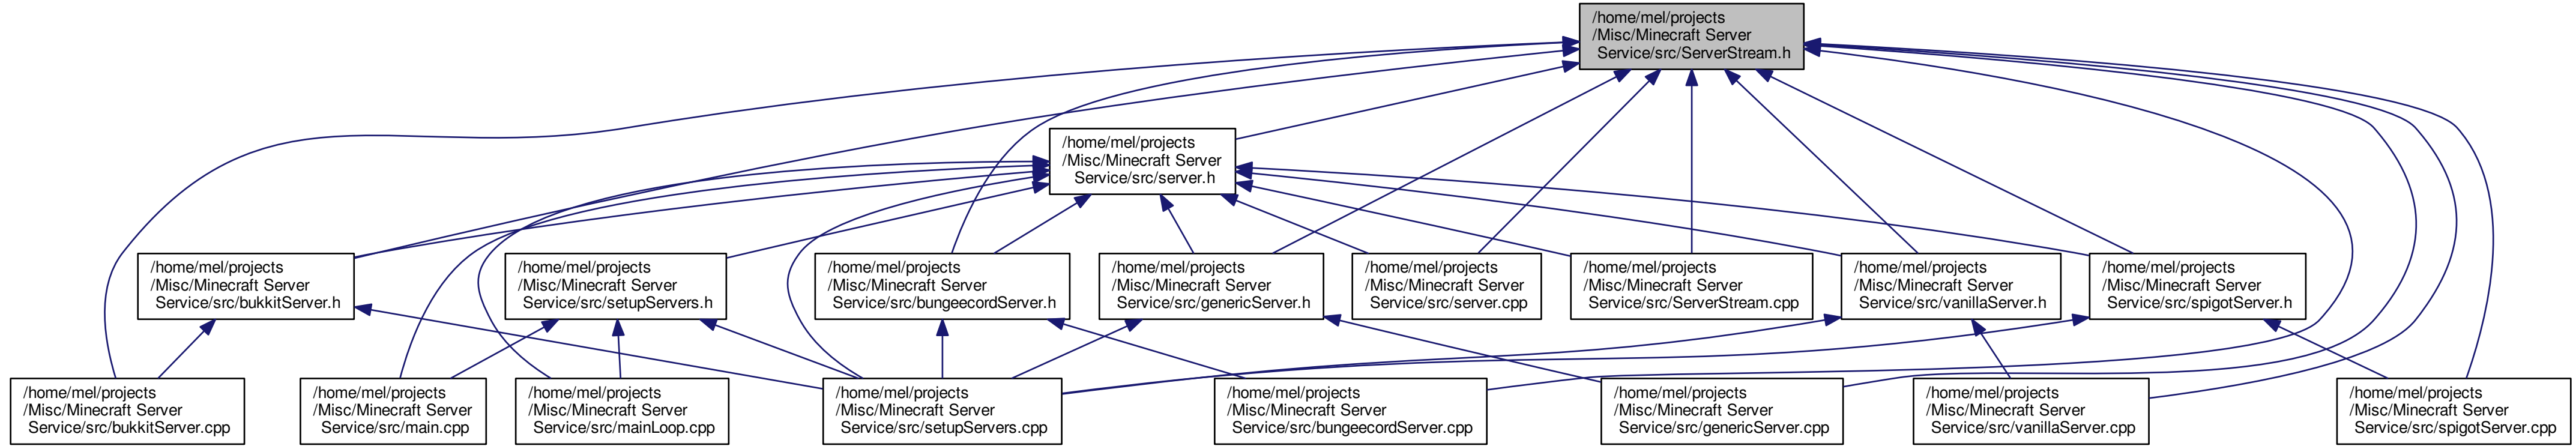 /home/mel/projects
/Misc/Minecraft Server
Service/src/ServerStream.h
/home/mel/projects
/Misc/Minecraft Server
Service/src/server.h
/home/mel/projects
/Misc/Minecraft Server
Service/src/bukkitServer.h
/home/mel/projects
/Misc/Minecraft Server
Service/src/setupServers.h
/home/mel/projects
/Misc/Minecraft Server
Service/src/bungeecordServer.h
/home/mel/projects
/Misc/Minecraft Server
Service/src/genericServer.h
/home/mel/projects
/Misc/Minecraft Server
Service/src/server.cpp
/home/mel/projects
/Misc/Minecraft Server
Service/src/ServerStream.cpp
/home/mel/projects
/Misc/Minecraft Server
Service/src/vanillaServer.h
/home/mel/projects
/Misc/Minecraft Server
Service/src/spigotServer.h
/home/mel/projects
/Misc/Minecraft Server
Service/src/bukkitServer.cpp
/home/mel/projects
/Misc/Minecraft Server
Service/src/main.cpp
/home/mel/projects
/Misc/Minecraft Server
Service/src/mainLoop.cpp
/home/mel/projects
/Misc/Minecraft Server
Service/src/setupServers.cpp
/home/mel/projects
/Misc/Minecraft Server
Service/src/bungeecordServer.cpp
/home/mel/projects
/Misc/Minecraft Server
Service/src/genericServer.cpp
/home/mel/projects
/Misc/Minecraft Server
Service/src/vanillaServer.cpp
/home/mel/projects
/Misc/Minecraft Server
Service/src/spigotServer.cpp